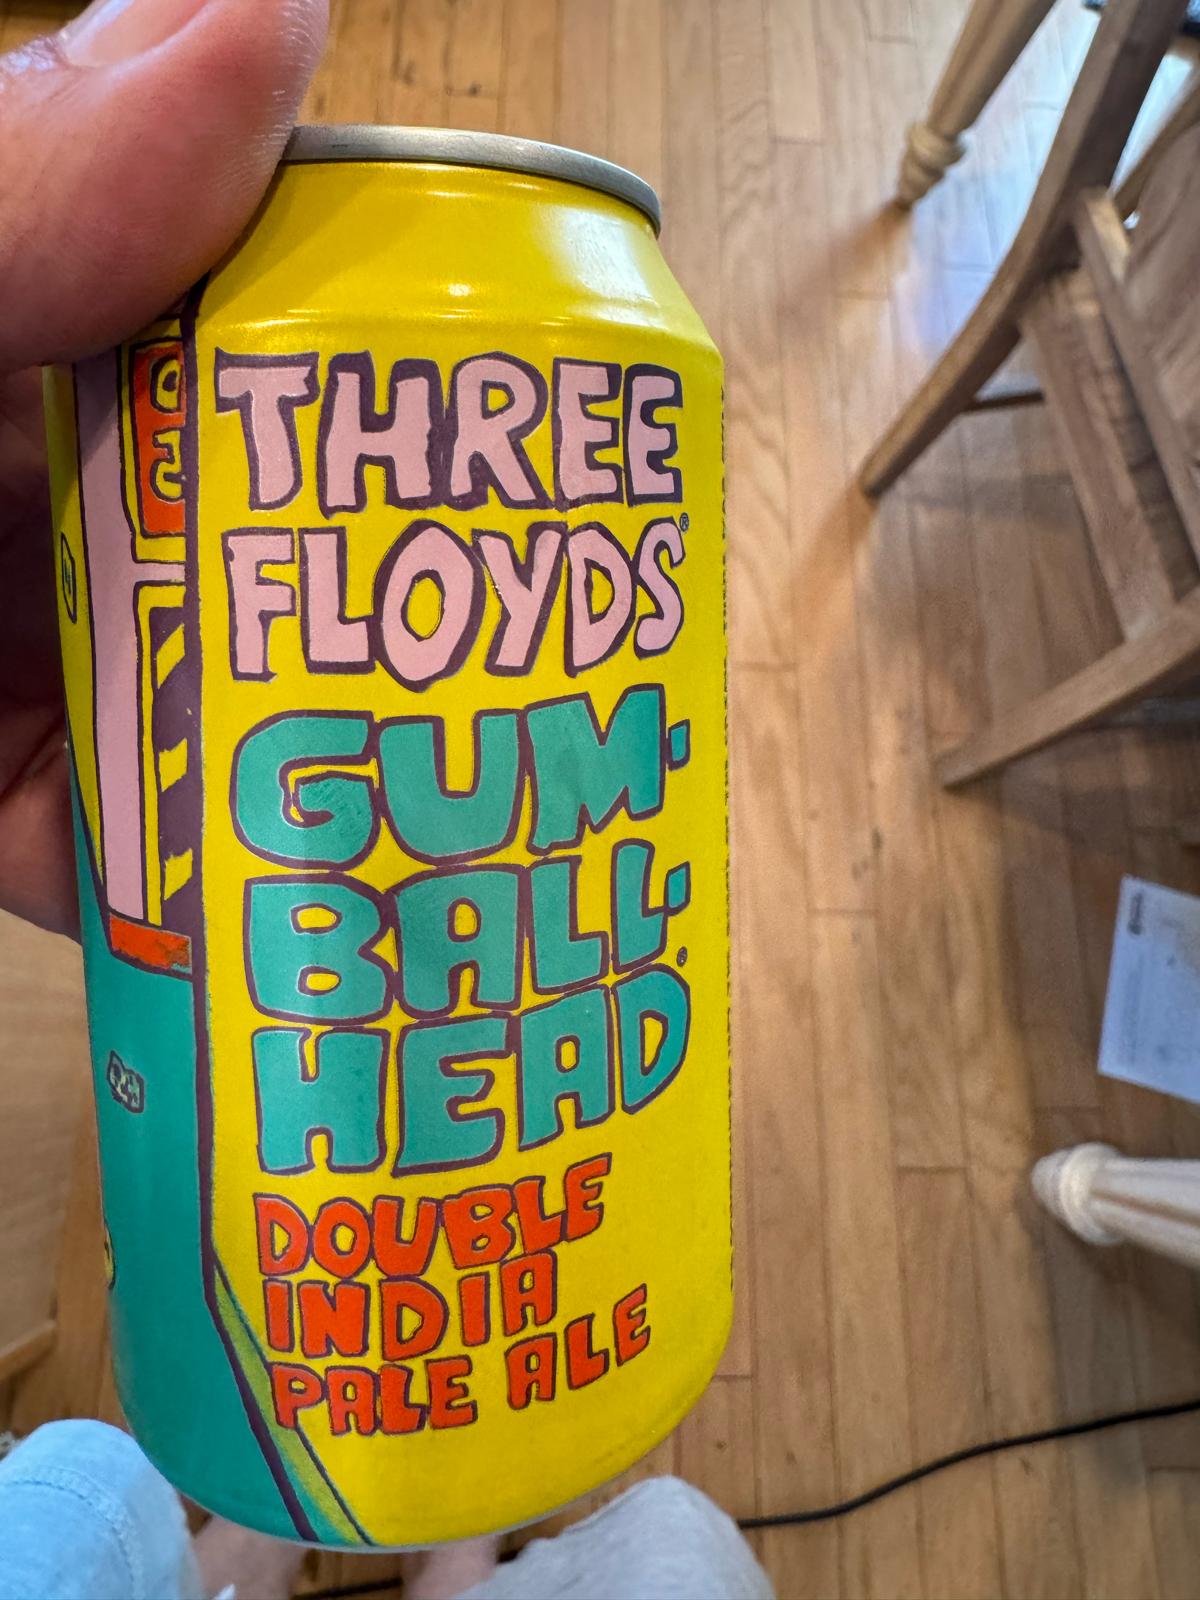 THREE
FLOYDS®
GUM·
BALL·
HEAD®
DOUBLE
INDIA
PALE ALE